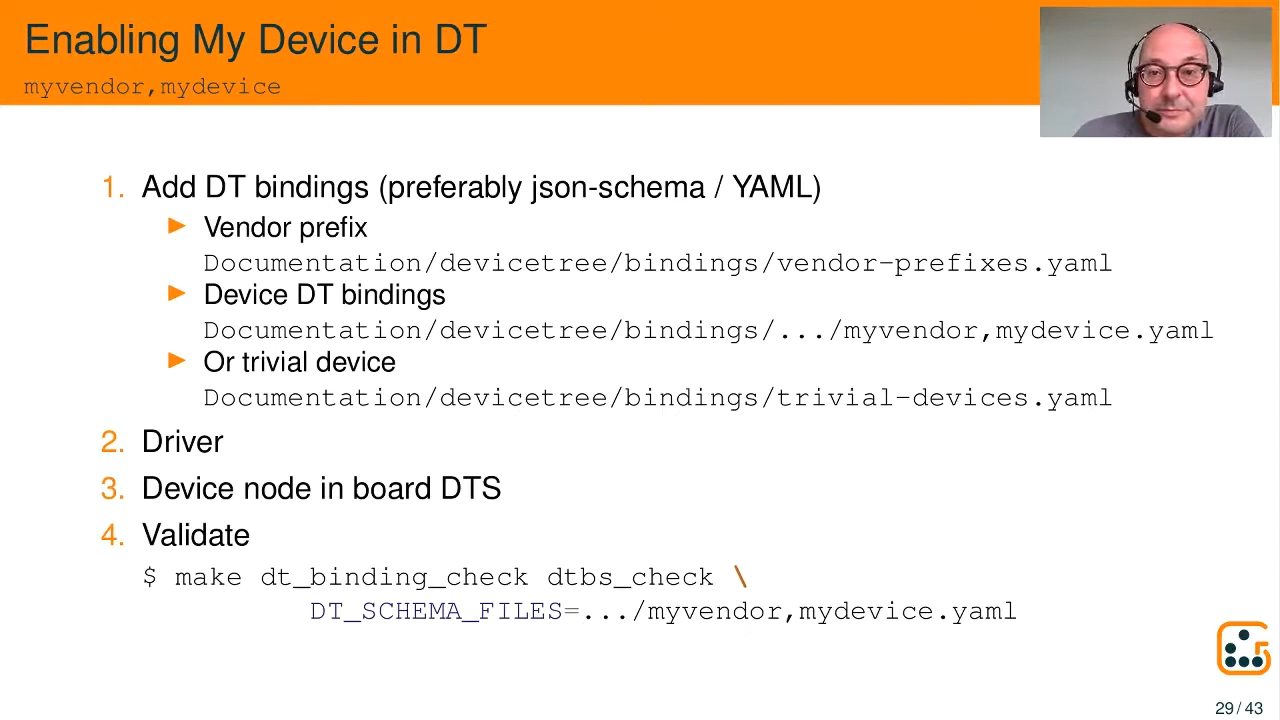 Enabling My Device in DT
myvendor,mydevice
1. Add DT bindings (preferably json-schema / YAML)
Vendor prefix
Documentation/devicetree/bindings/vendor-prefixes.yaml
Device DT bindings
Documentation/devicetree/bindings/.../myvendor,mydevice.yaml
Or trivial device
Documentation/devicetree/bindings/trivial-devices.yaml
2. Driver
3. Device node in board DTS
4. Validate
$ make dt_binding_check dtbs_check \
DT_SCHEMA_FILES=.../myvendor,mydevice.yaml
29 / 43